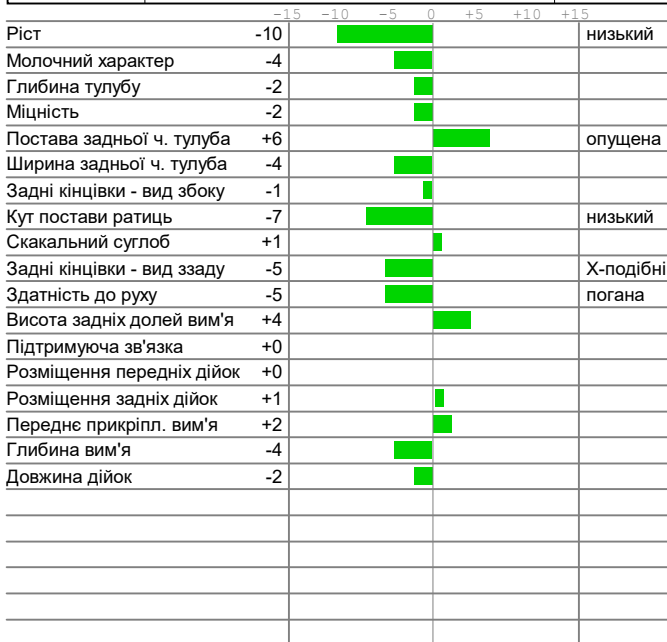 -15 -10 -5 0 +5 +10 +15
Ріст -10 низький
Молочний характер -4
Глибина тулубу -2
Міцність -2
Постава задньої ч. тулуба +6 опущена
Ширина задньої ч. тулуба -4
Задні кінцівки - вид збоку -1
Кут постави ратиць -7 низький
Скакальний суглоб +1
Задні кінцівки - вид ззаду -5 Х-подібні
Здатність до руху -5 погана
Висота задніх долей вим'я +4
Підтримуюча зв'язка +0
Розміщення передніх дійок +0
Розміщення задніх дійок +1
Переднє прикріпл. вим'я +2
Глибина вим'я -4
Довжина дійок -2